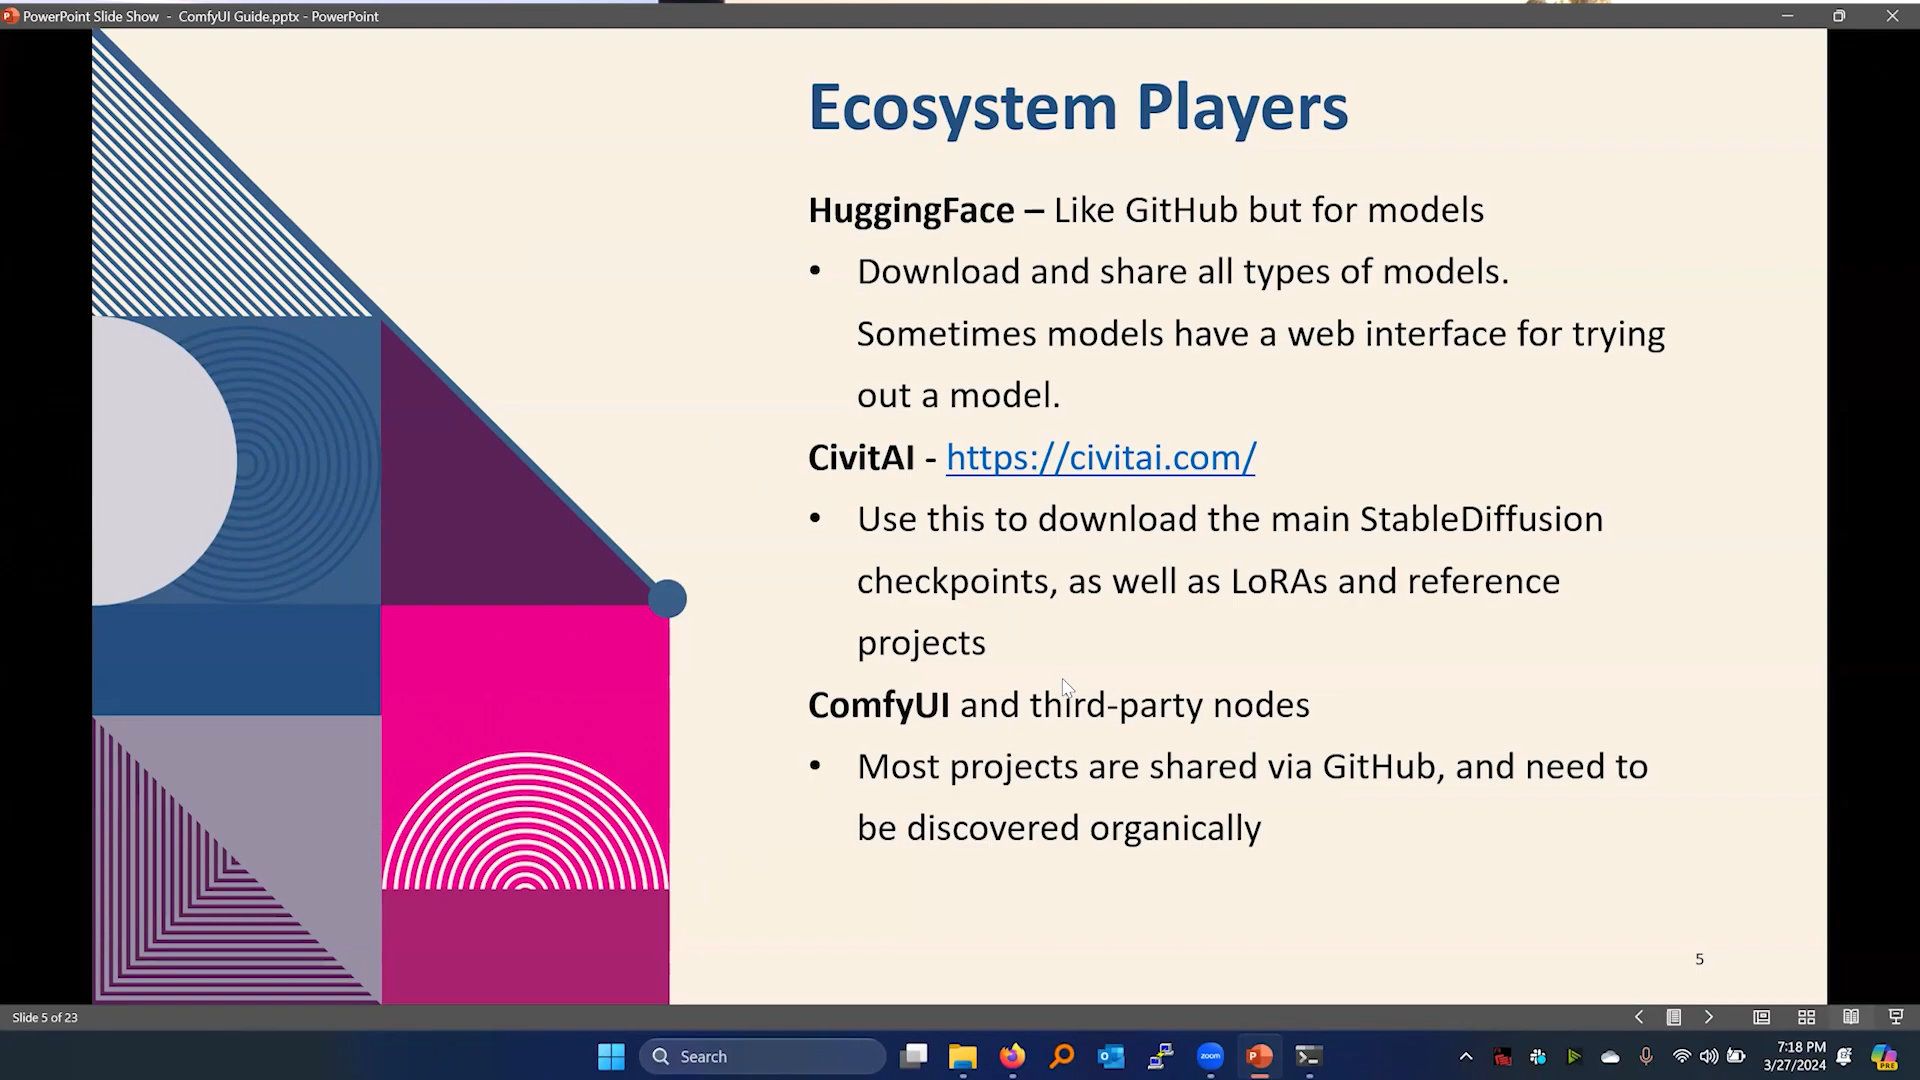 PowerPoint Slide Show - ComfyUI Guide.pptx - PowerPoint
Ecosystem Players
HuggingFace – Like GitHub but for models
• Download and share all types of models.
Sometimes models have a web interface for trying
out a model.
CivitAI - https://civitai.com/
• Use this to download the main StableDiffusion
checkpoints, as well as LoRAs and reference
projects
ComfyUI and third-party nodes
• Most projects are shared via GitHub, and need to
be discovered organically
5
Slide 5 of 23
Search
zoom
7:18 PM
3/27/2024
PRE